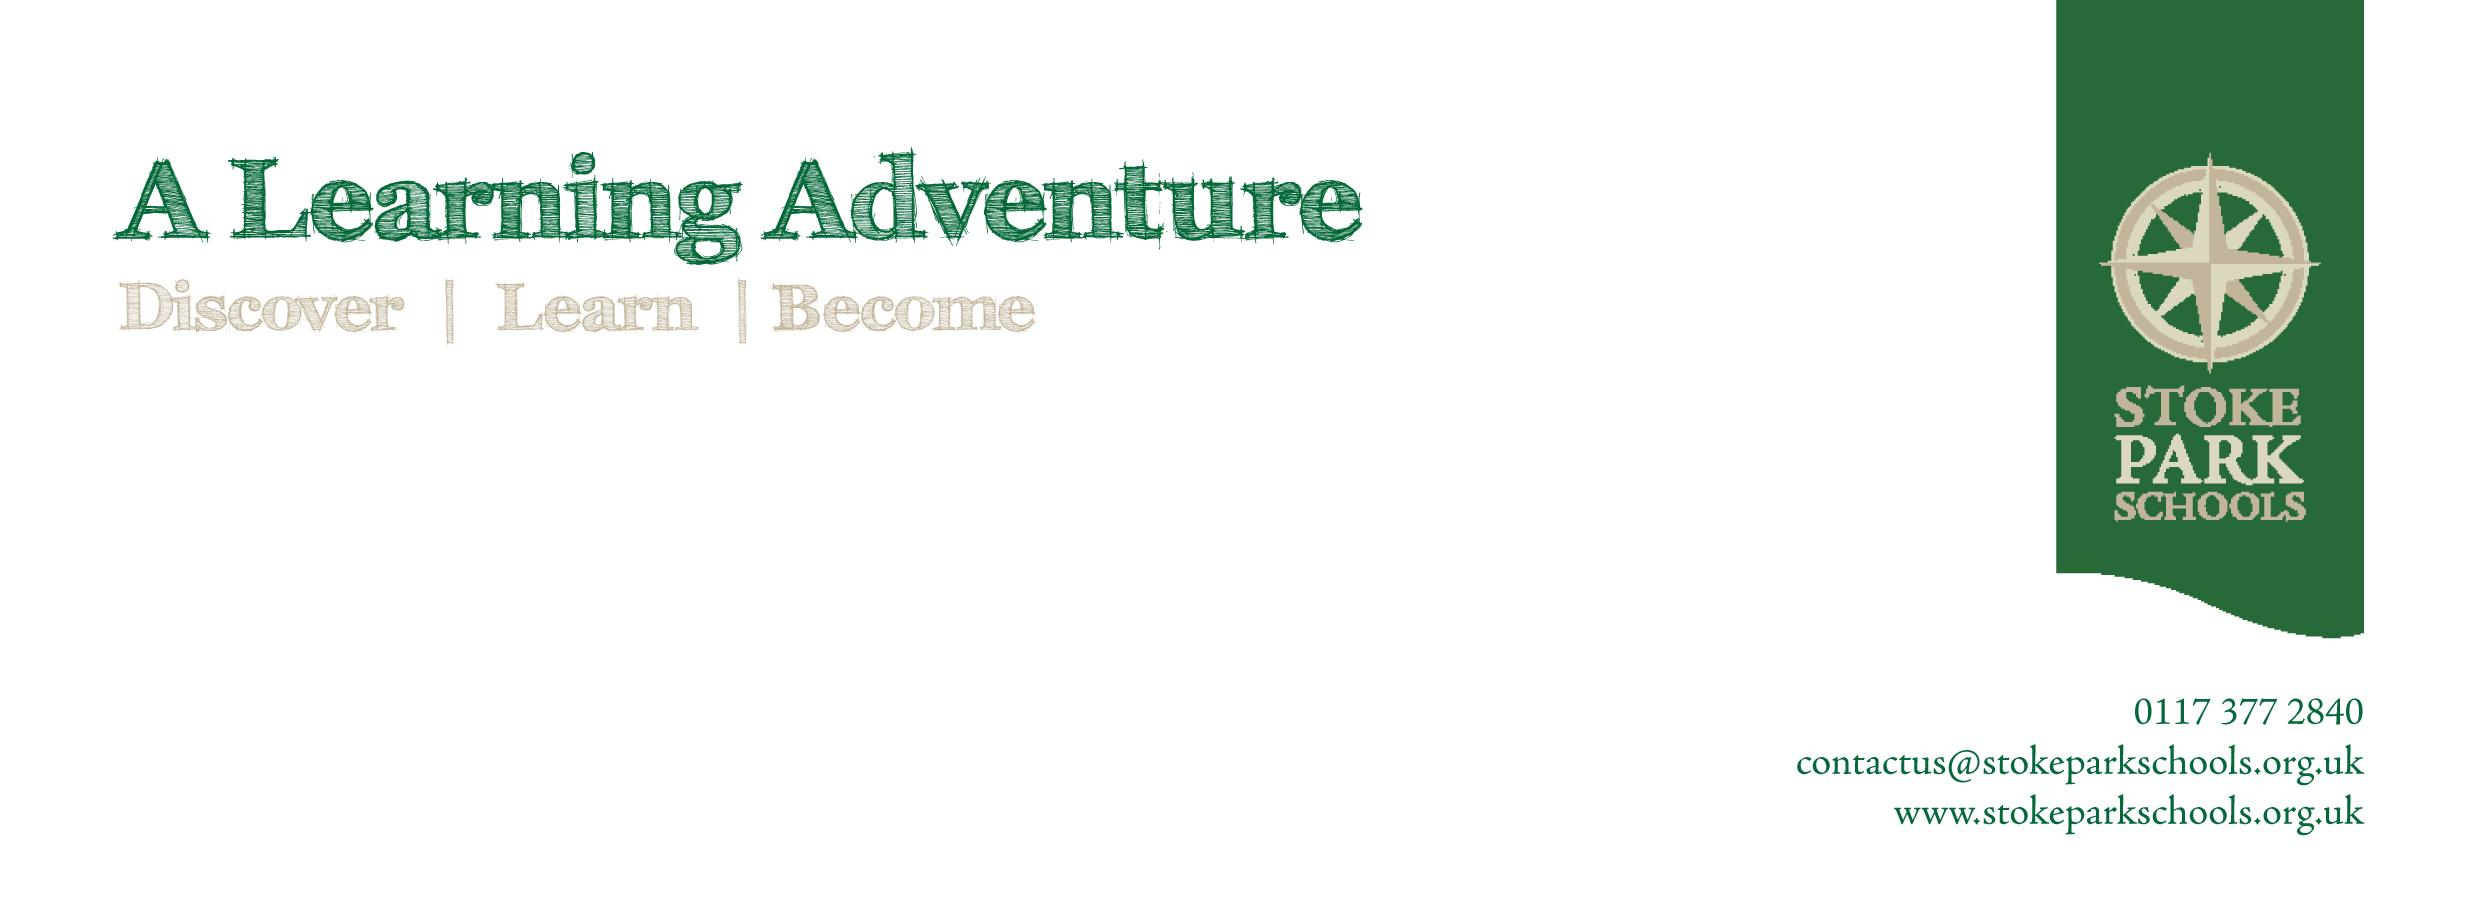 A Learning Adventure
Discover | Learn | Become
STOKE
PARK
SCHOOLS
0117 377 2840
contactus@stokeparkschools.org.uk
www.stokeparkschools.org.uk